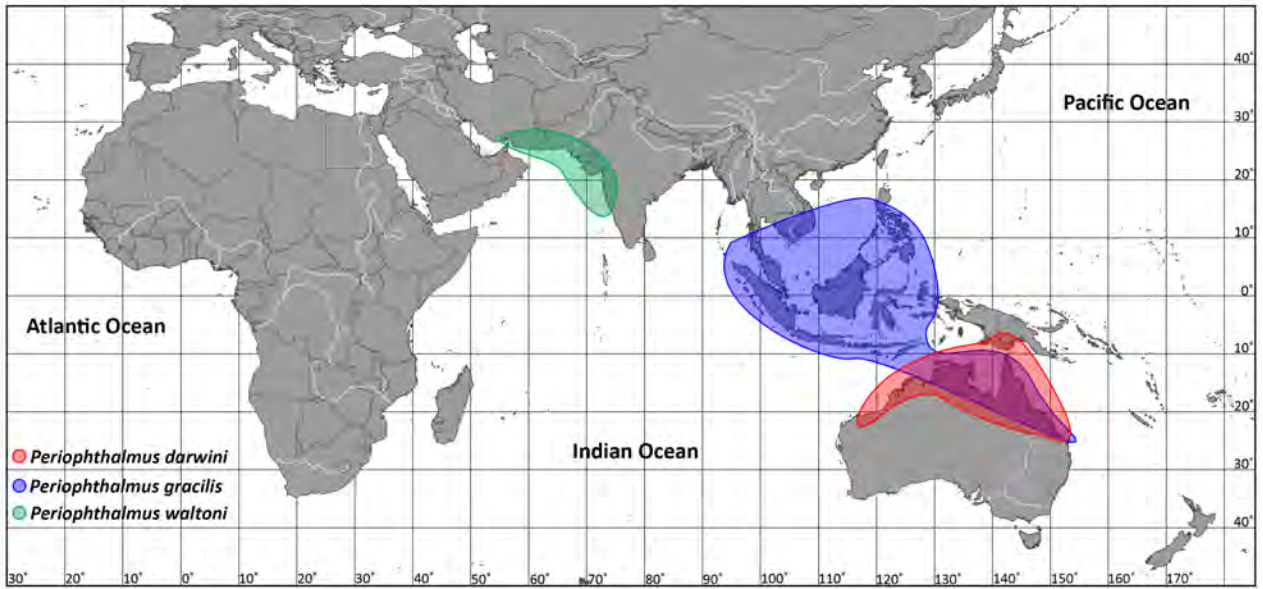 40˚
Pacific Ocean
30˚
20˚
10˚
0˚
Atlantic Ocean
10˚
20˚
Indian Ocean
Periophthalmus darwini
30˚
Periophthalmus gracilis
Periophthalmus waltoni
40˚
30˚ 20˚ 10˚ 0˚ 10˚ 20˚ 30˚ 40˚ 50˚ 60˚ 70˚ 80˚ 90˚ 100˚ 110˚ 120˚ 130˚ 140˚ 150˚ 160˚ 170˚